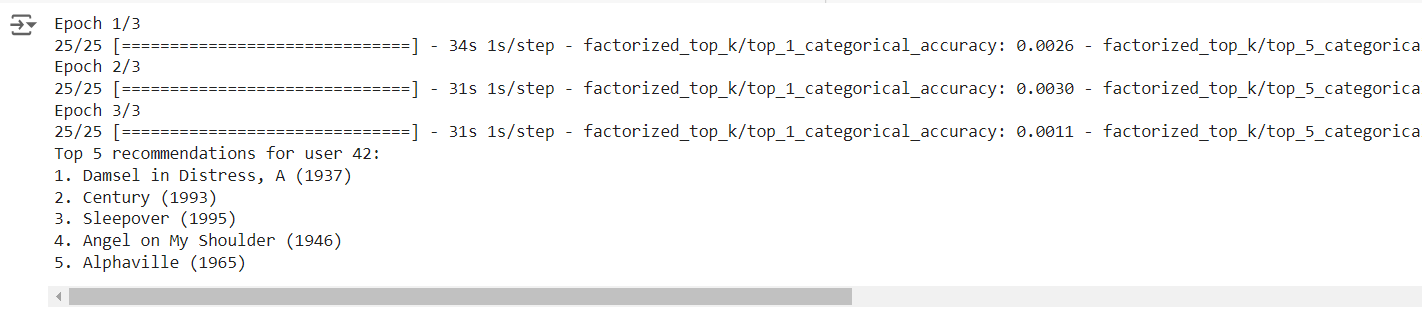 Epoch 1/3
25/25 [==============================] - 34s 1s/step - factorized_top_k/top_1_categorical_accuracy: 0.0026 - factorized_top_k/top_5_categorica
Epoch 2/3
25/25 [==============================] - 31s 1s/step - factorized_top_k/top_1_categorical_accuracy: 0.0030 - factorized_top_k/top_5_categorica
Epoch 3/3
25/25 [==============================] - 31s 1s/step - factorized_top_k/top_1_categorical_accuracy: 0.0011 - factorized_top_k/top_5_categorica
Top 5 recommendations for user 42:
1. Damsel in Distress, A (1937)
2. Century (1993)
3. Sleepover (1995)
4. Angel on My Shoulder (1946)
5. Alphaville (1965)